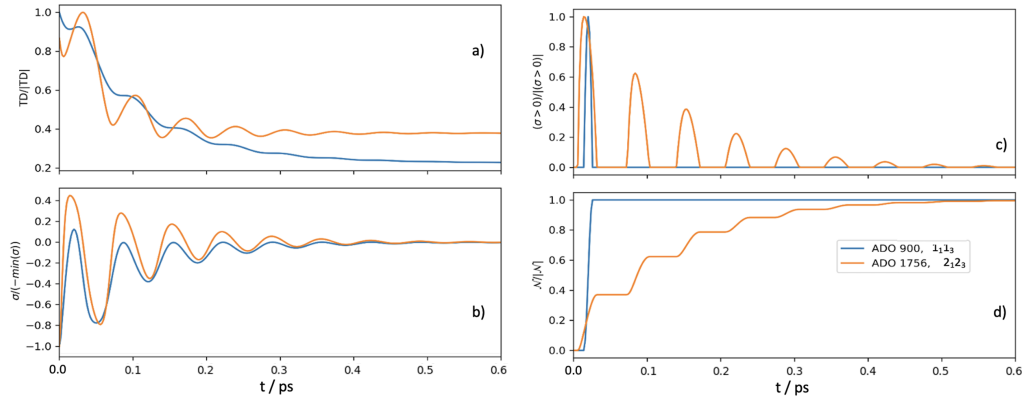 TD/|TD|
1.0
0.8
0.6
0.4
0.2
a)
σ/(−min(σ))
0.4
0.2
0.0
−0.2
−0.4
−0.6
−0.8
−1.0
b)
0.0 0.1 0.2 0.3 0.4 0.5 0.6
t / ps
(σ > 0)/|(σ > 0)|
1.0
0.8
0.6
0.4
0.2
0.0
c)
𝒩/|𝒩|
1.0
0.8
0.6
0.4
0.2
0.0
ADO 900, 1₁1₃
ADO 1756, 2₁2₃
d)
0.0 0.1 0.2 0.3 0.4 0.5 0.6
t / ps